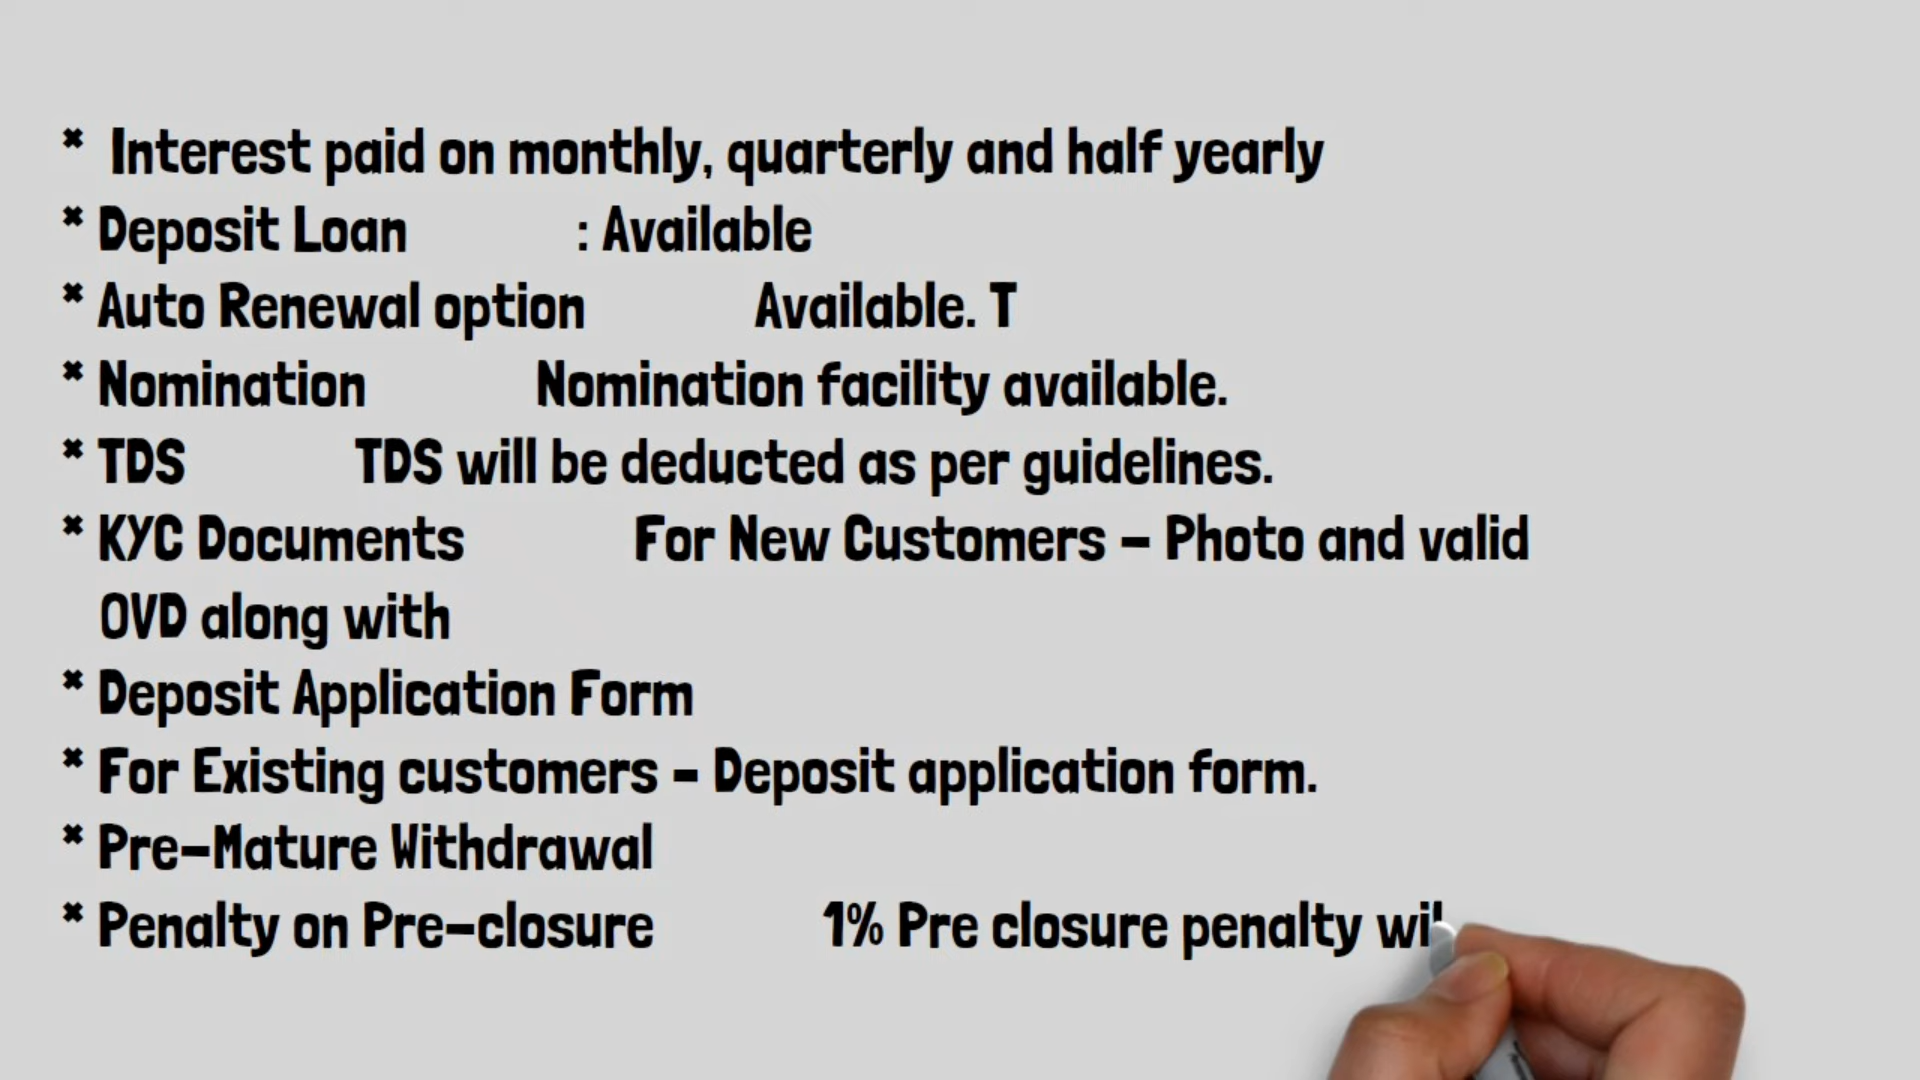 * Interest paid on monthly, quarterly and half yearly
* Deposit Loan : Available
* Auto Renewal option Available. T
* Nomination Nomination facility available.
* TDS TDS will be deducted as per guidelines.
* KYC Documents For New Customers – Photo and valid
OVD along with
* Deposit Application Form
* For Existing customers – Deposit application form.
* Pre–Mature Withdrawal
* Penalty on Pre–closure 1% Pre closure penalty wil